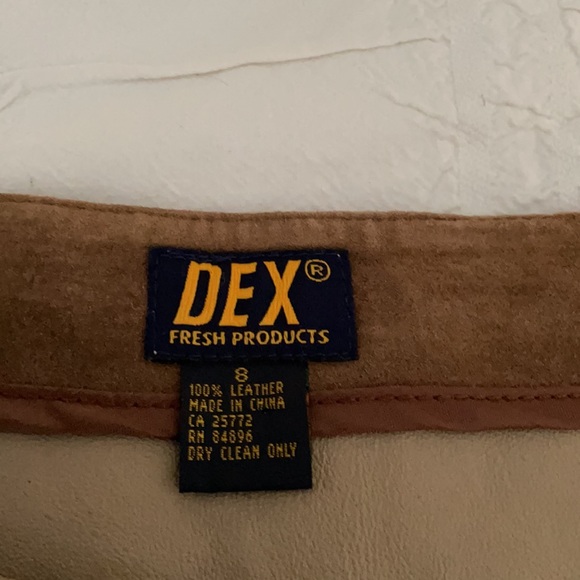 DEX®
FRESH PRODUCTS
8
100% LEATHER
MADE IN CHINA
CA 25772
RN 84896
DRY CLEAN ONLY